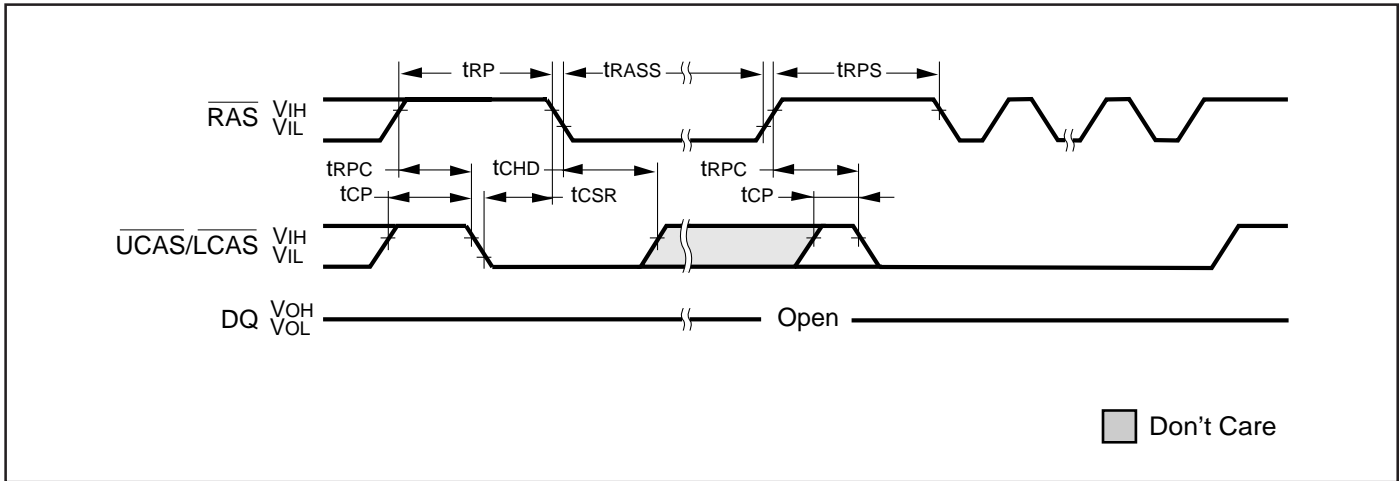 tRP tRASS tRPS
RAS VIH
VIL
tRPC tCHD tRPC
tCP tCSR tCP
UCAS/LCAS VIH
VIL
DQ VOH
VOL
Open
Don't Care